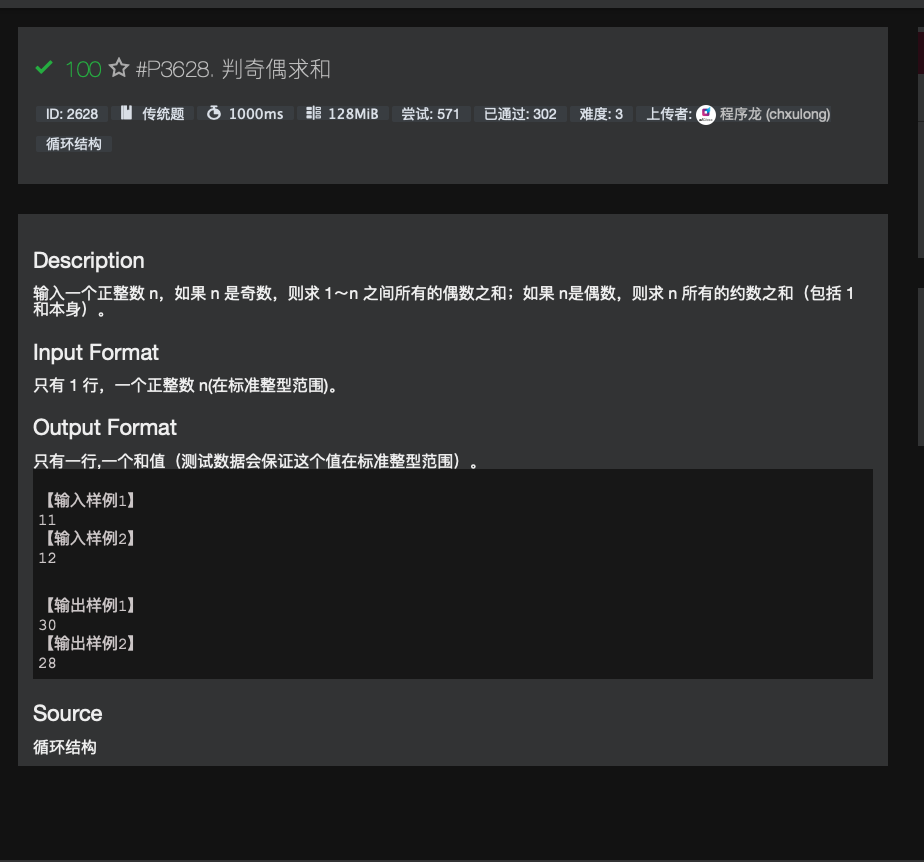 100 #P3628. 判奇偶求和
ID: 2628 传统题 1000ms 128MiB 尝试: 571 已通过: 302 难度: 3 上传者: 程序龙 (chxulong)
循环结构
Description
输入一个正整数 n，如果 n 是奇数，则求 1～n 之间所有的偶数之和；如果 n是偶数，则求 n 所有的约数之和（包括 1
和本身）。
Input Format
只有 1 行，一个正整数 n(在标准整型范围)。
Output Format
只有一行,一个和值（测试数据会保证这个值在标准整型范围）。
【输入样例1】
11
【输入样例2】
12
【输出样例1】
30
【输出样例2】
28
Source
循环结构